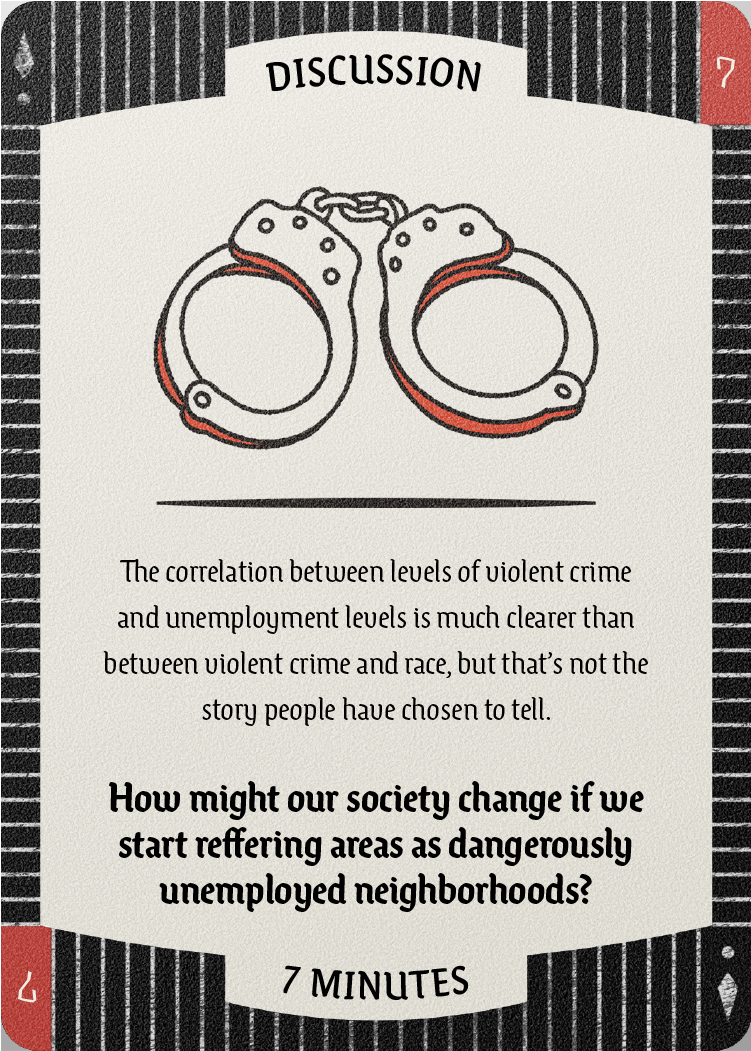 DISCUSSION
7
The correlation between levels of violent crime
and unemployment levels is much clearer than
between violent crime and race, but that's not the
story people have chosen to tell.
How might our society change if we
start reffering areas as dangerously
unemployed neighborhoods?
7 MINUTES
7